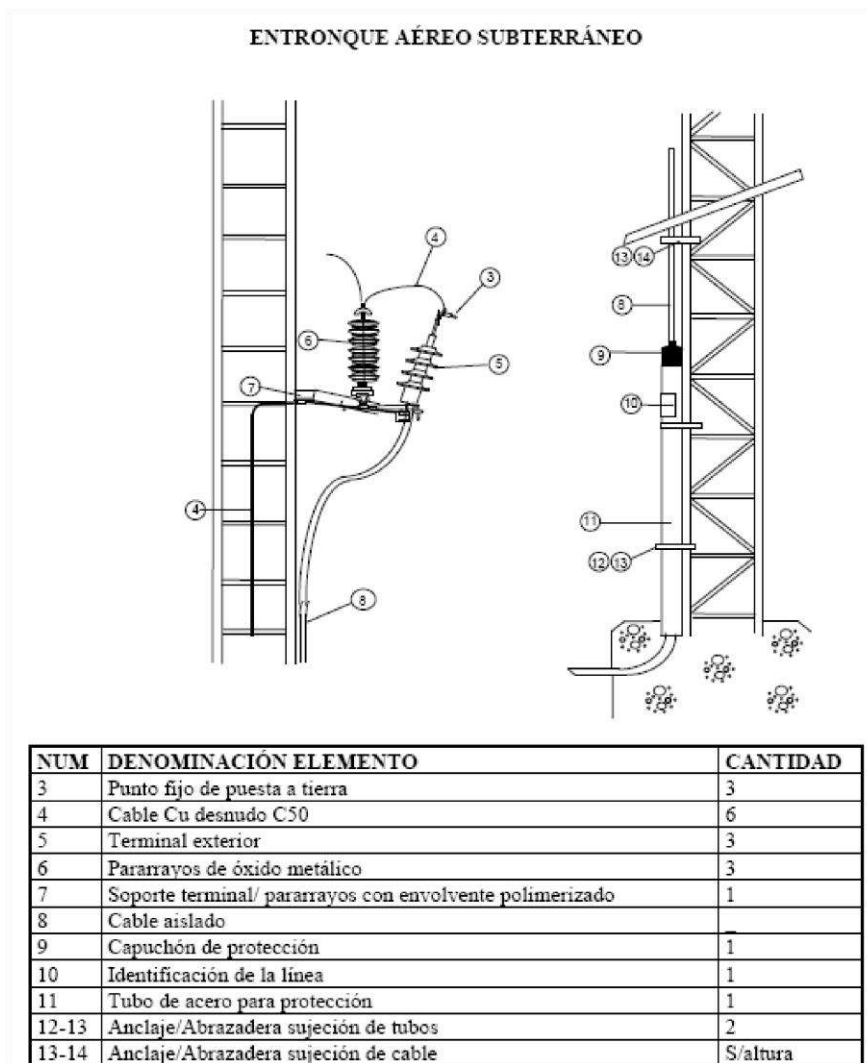 ENTRONQUE AÉREO SUBTERRÁNEO
4
3
6
5
7
4
8
13 14
8
9
10
11
12 13
NUM DENOMINACIÓN ELEMENTO CANTIDAD
3 Punto fijo de puesta a tierra 3
4 Cable Cu desnudo C50 6
5 Terminal exterior 3
6 Pararrayos de óxido metálico 3
7 Soporte terminal/ pararrayos con envolvente polimerizado 1
8 Cable aislado _
9 Capuchón de protección 1
10 Identificación de la línea 1
11 Tubo de acero para protección 1
12-13 Anclaje/Abrazadera sujeción de tubos 2
13-14 Anclaje/Abrazadera sujeción de cable S/altura